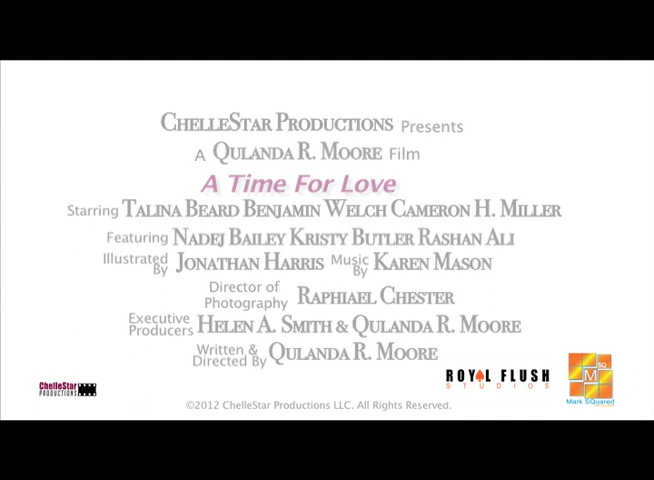 CHELLESTAR PRODUCTIONS Presents
A QULANDA R. MOORE Film
A Time For Love
Starring TALINA BEARD BENJAMIN WELCH CAMERON H. MILLER
Featuring NADEJ BAILEY KRISTY BUTLER RASHAN ALI
Illustrated By JONATHAN HARRIS Music By KAREN MASON
Director of Photography RAPHIAEL CHESTER
Executive Producers HELEN A. SMITH & QULANDA R. MOORE
Written & Directed By QULANDA R. MOORE
ChelleStar PRODUCTIONS
ROYAL FLUSH
STUDIOS
M SQ
Mark SQuared
©2012 ChelleStar Productions LLC. All Rights Reserved.